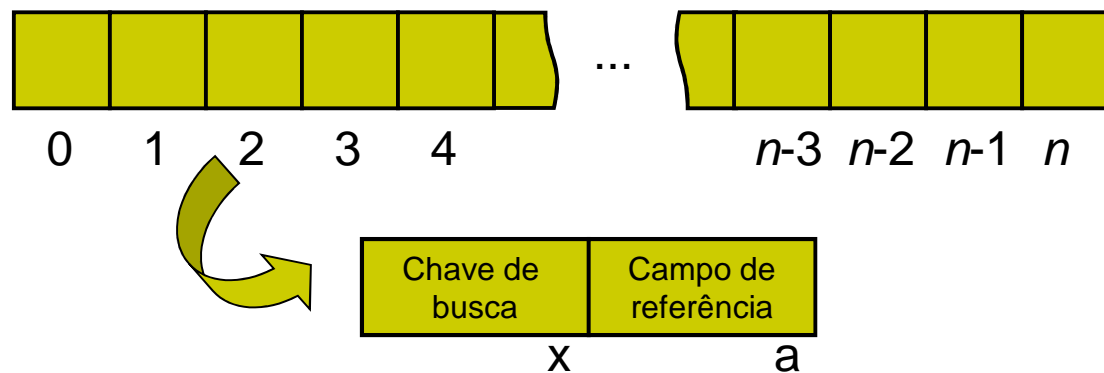 ...
0 1 2 3 4 n-3 n-2 n-1 n
Chave de Campo de
busca referência
x a